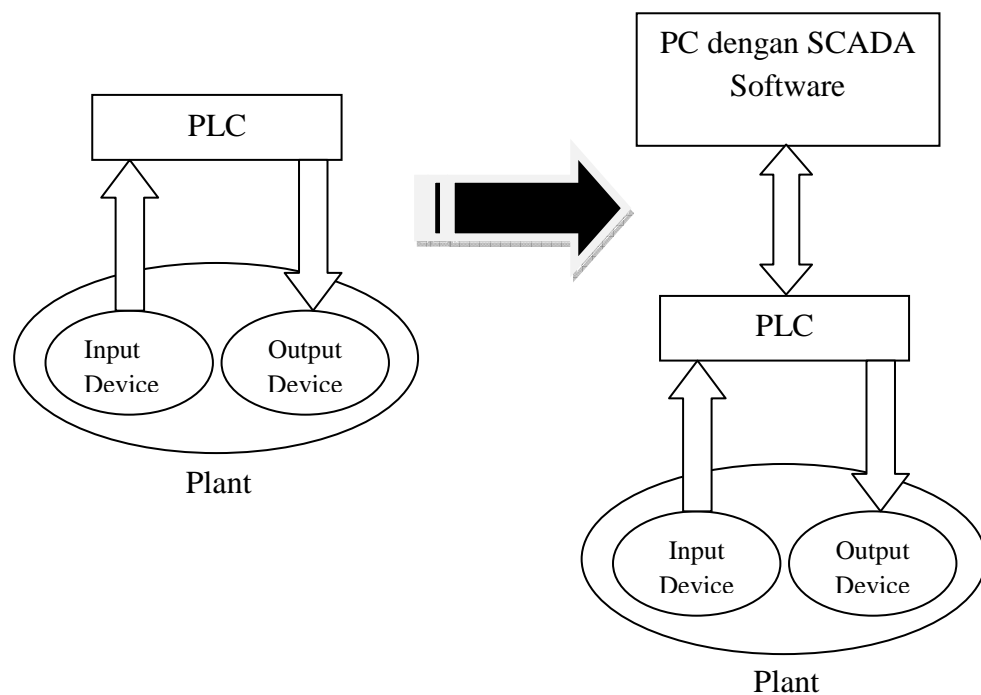 PLC
Input
Device
Output
Device
Plant
PC dengan SCADA
Software
PLC
Input
Device
Output
Device
Plant